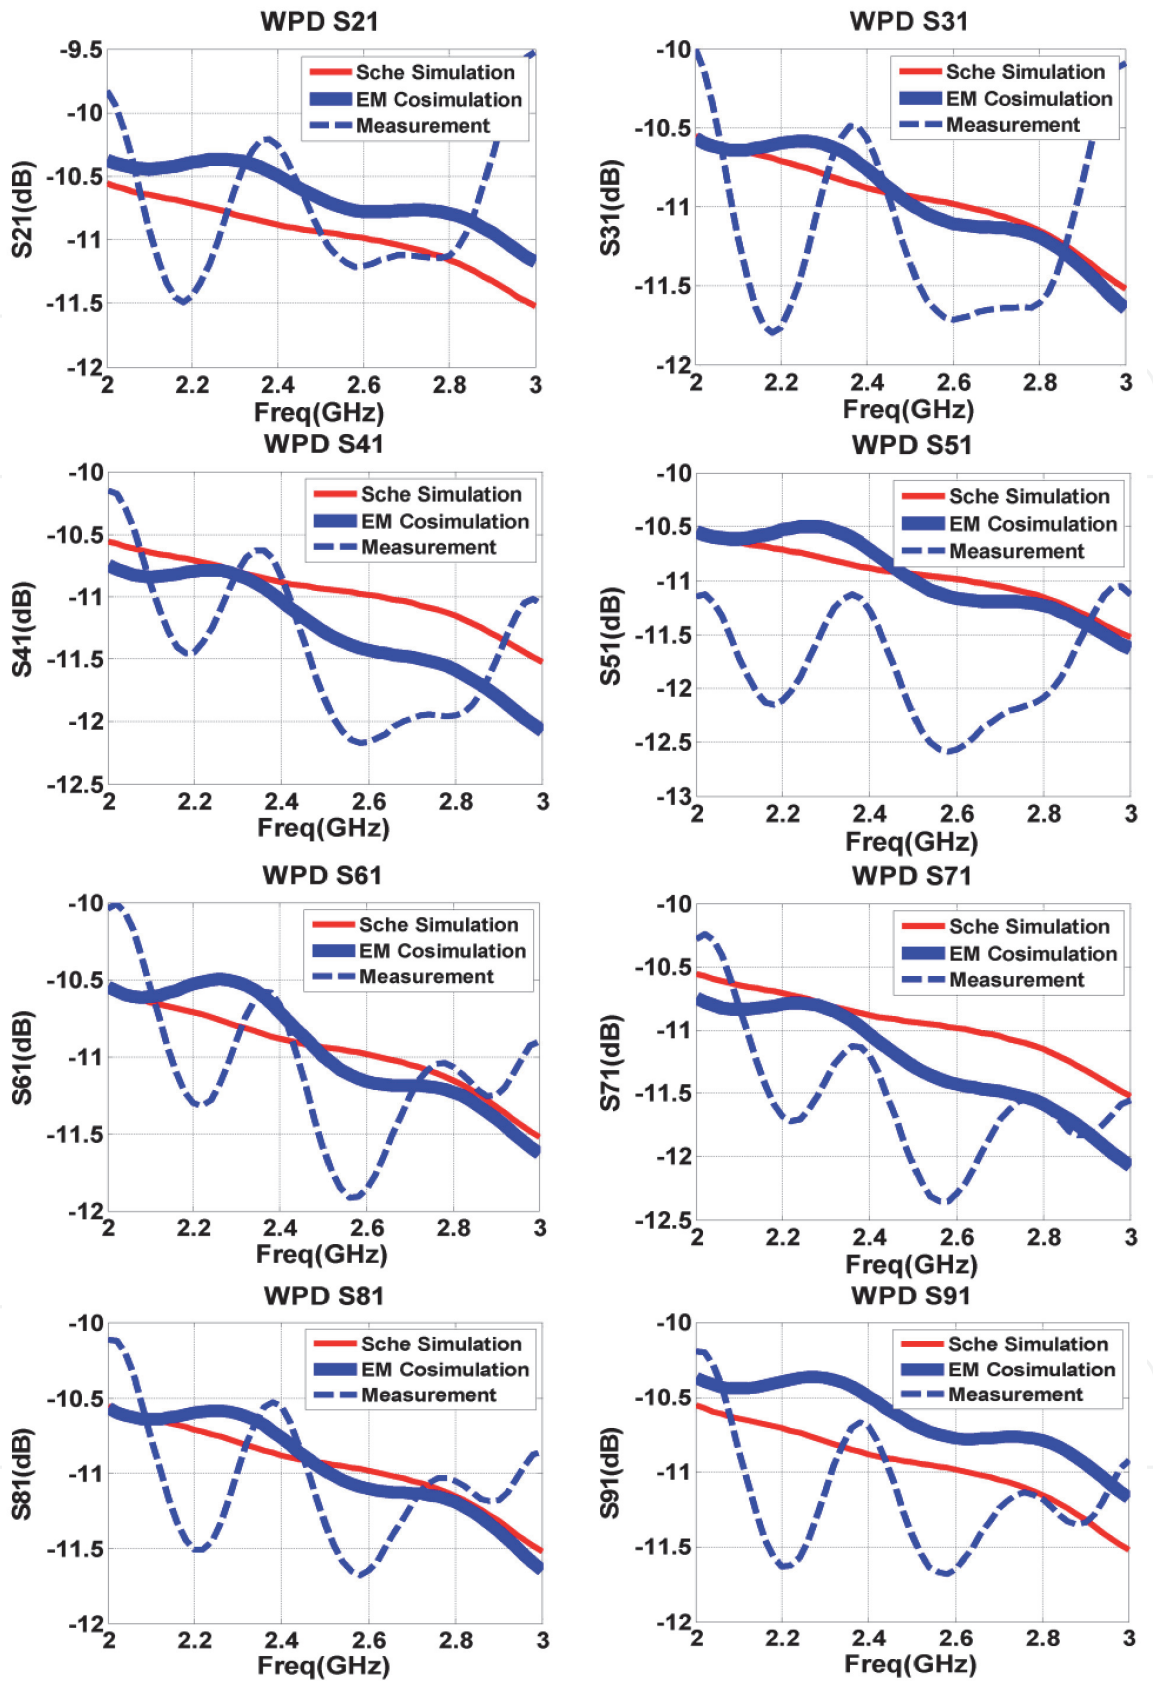 WPD S21
-9.5
-10
-10.5
-11
-11.5
-12
S21(dB)
Sche Simulation
EM Cosimulation
Measurement
2
2.2
2.4
2.6
2.8
3
Freq(GHz)
WPD S31
-10
-10.5
-11
-11.5
-12
S31(dB)
Sche Simulation
EM Cosimulation
Measurement
2
2.2
2.4
2.6
2.8
3
Freq(GHz)
WPD S41
-10
-10.5
-11
-11.5
-12
-12.5
S41(dB)
Sche Simulation
EM Cosimulation
Measurement
2
2.2
2.4
2.6
2.8
3
Freq(GHz)
WPD S51
-10
-10.5
-11
-11.5
-12
-12.5
-13
S51(dB)
Sche Simulation
EM Cosimulation
Measurement
2
2.2
2.4
2.6
2.8
3
Freq(GHz)
WPD S61
-10
-10.5
-11
-11.5
-12
S61(dB)
Sche Simulation
EM Cosimulation
Measurement
2
2.2
2.4
2.6
2.8
3
Freq(GHz)
WPD S71
-10
-10.5
-11
-11.5
-12
-12.5
S71(dB)
Sche Simulation
EM Cosimulation
Measurement
2
2.2
2.4
2.6
2.8
3
Freq(GHz)
WPD S81
-10
-10.5
-11
-11.5
-12
S81(dB)
Sche Simulation
EM Cosimulation
Measurement
2
2.2
2.4
2.6
2.8
3
Freq(GHz)
WPD S91
-10
-10.5
-11
-11.5
-12
S91(dB)
Sche Simulation
EM Cosimulation
Measurement
2
2.2
2.4
2.6
2.8
3
Freq(GHz)